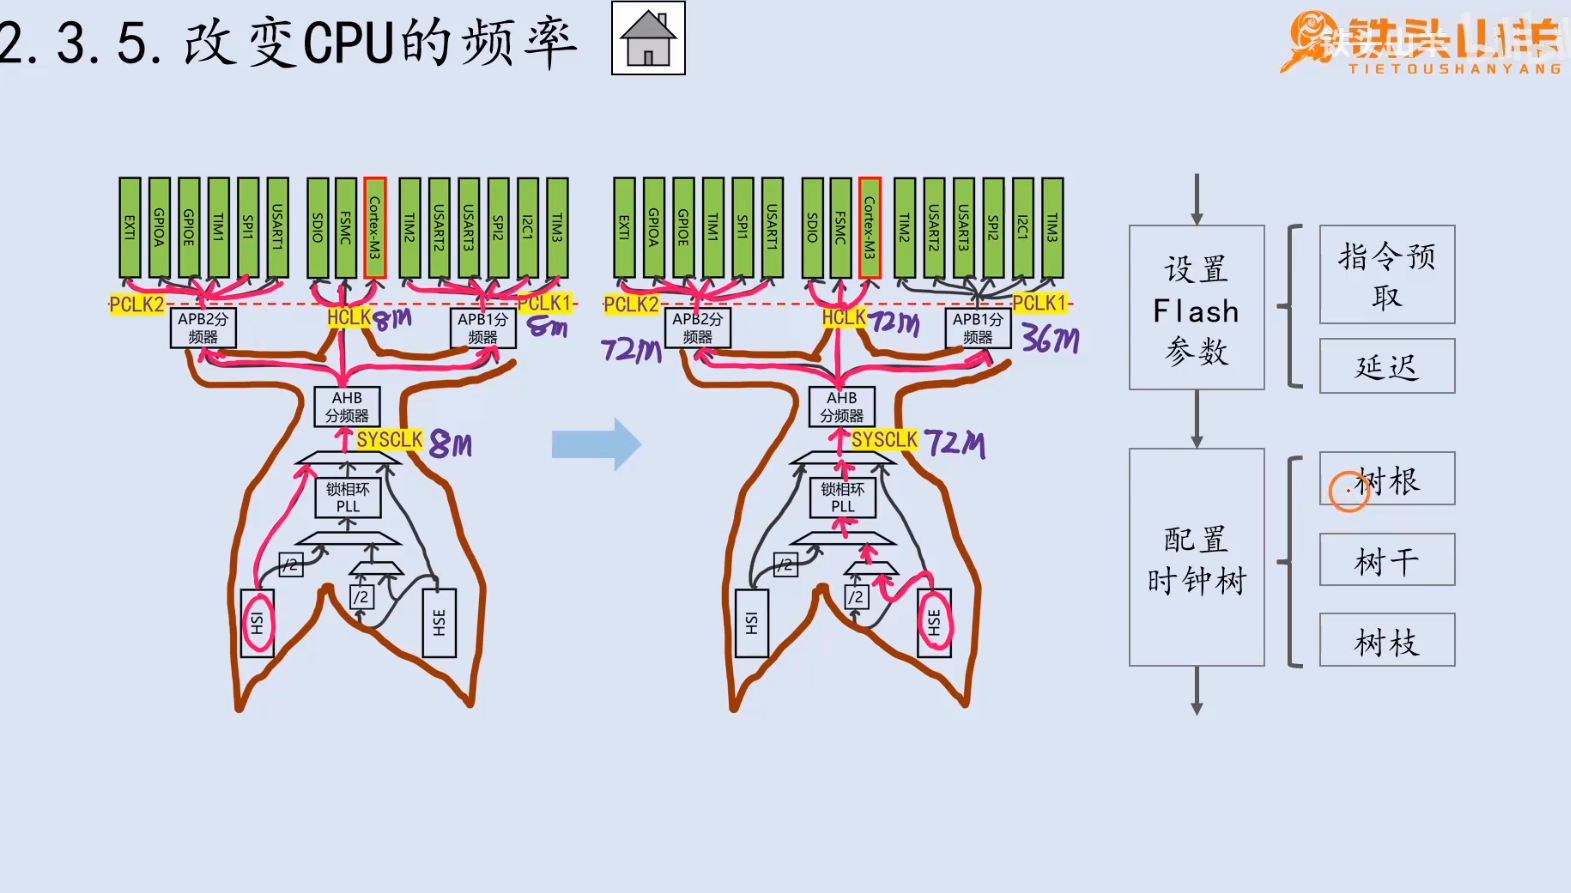 2.3.5.改变CPU的频率
铁头山羊
TIETOUSHANYANG
EXTI
GPIOA
GPIOE
TIM1
SPI1
USART1
SDIO
FSMC
Cortex-M3
TIM2
USART2
USART3
SPI2
I2C1
TIM3
PCLK2
HCLK
8M
PCLK1
8m
APB2分
频器
APB1分
频器
AHB
分频器
SYSCLK
8M
锁相环
PLL
/2
/2
HSI
HSE
EXTI
GPIOA
GPIOE
TIM1
SPI1
USART1
SDIO
FSMC
Cortex-M3
TIM2
USART2
USART3
SPI2
I2C1
TIM3
PCLK2
HCLK
72M
PCLK1
72M
36M
APB2分
频器
APB1分
频器
AHB
分频器
SYSCLK
72M
锁相环
PLL
/2
/2
HSI
HSE
设置
Flash
参数
指令预
取
延迟
配置
时钟树
树根
树干
树枝